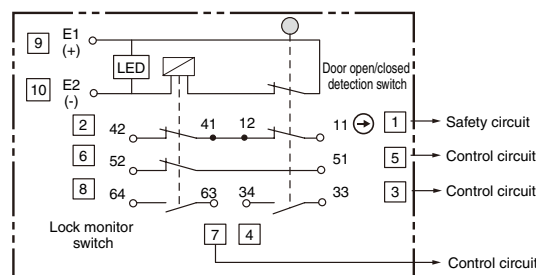 9 E1 (+)
LED
Door open/closed
detection switch
10 E2 (-)
2 42 41 12 11 1 Safety circuit
6 52 51 5 Control circuit
8 64 63 34 33 3 Control circuit
Lock monitor
switch
7 4
Control circuit